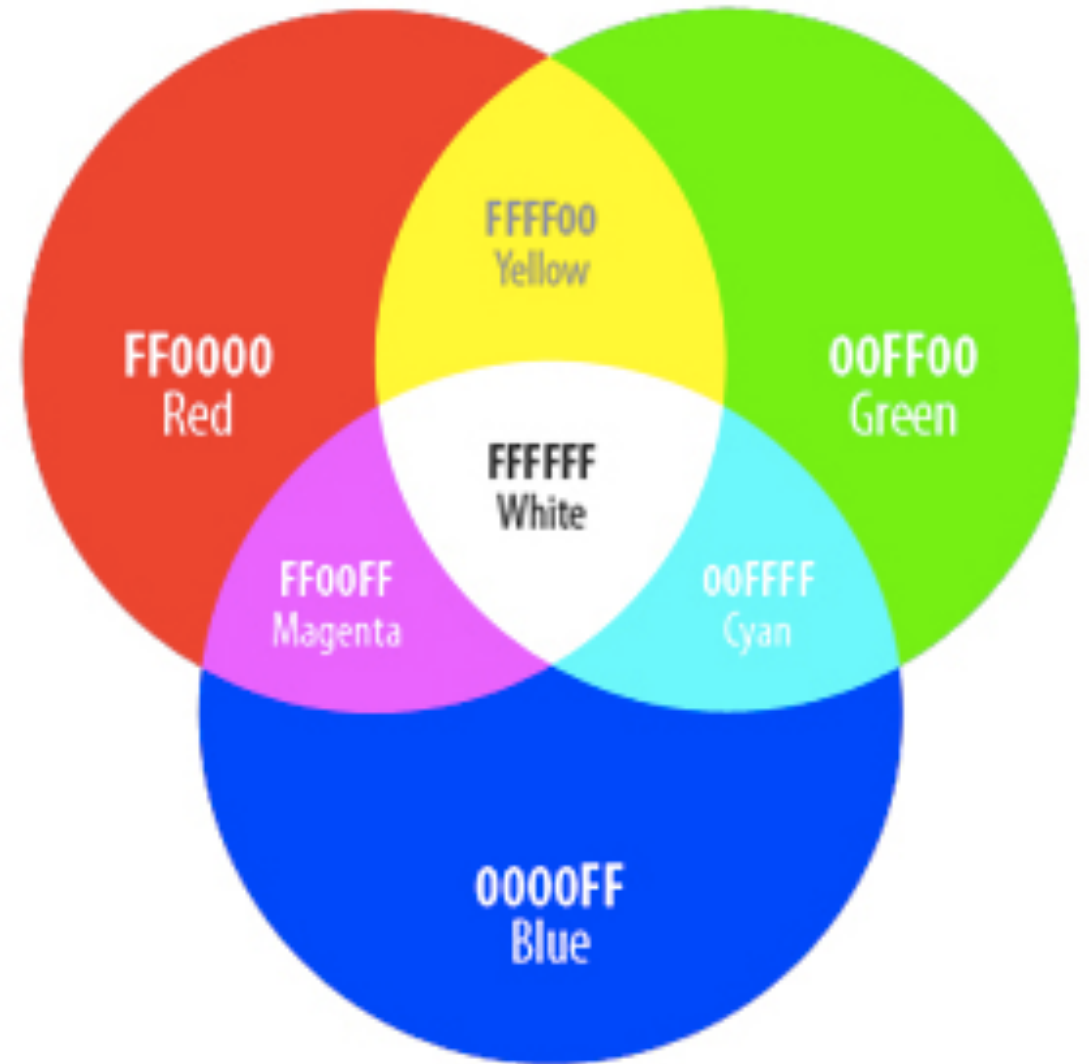 FFFF00
Yellow
FF0000
Red
00FF00
Green
FFFFFF
White
FF00FF
Magenta
00FFFF
Cyan
0000FF
Blue